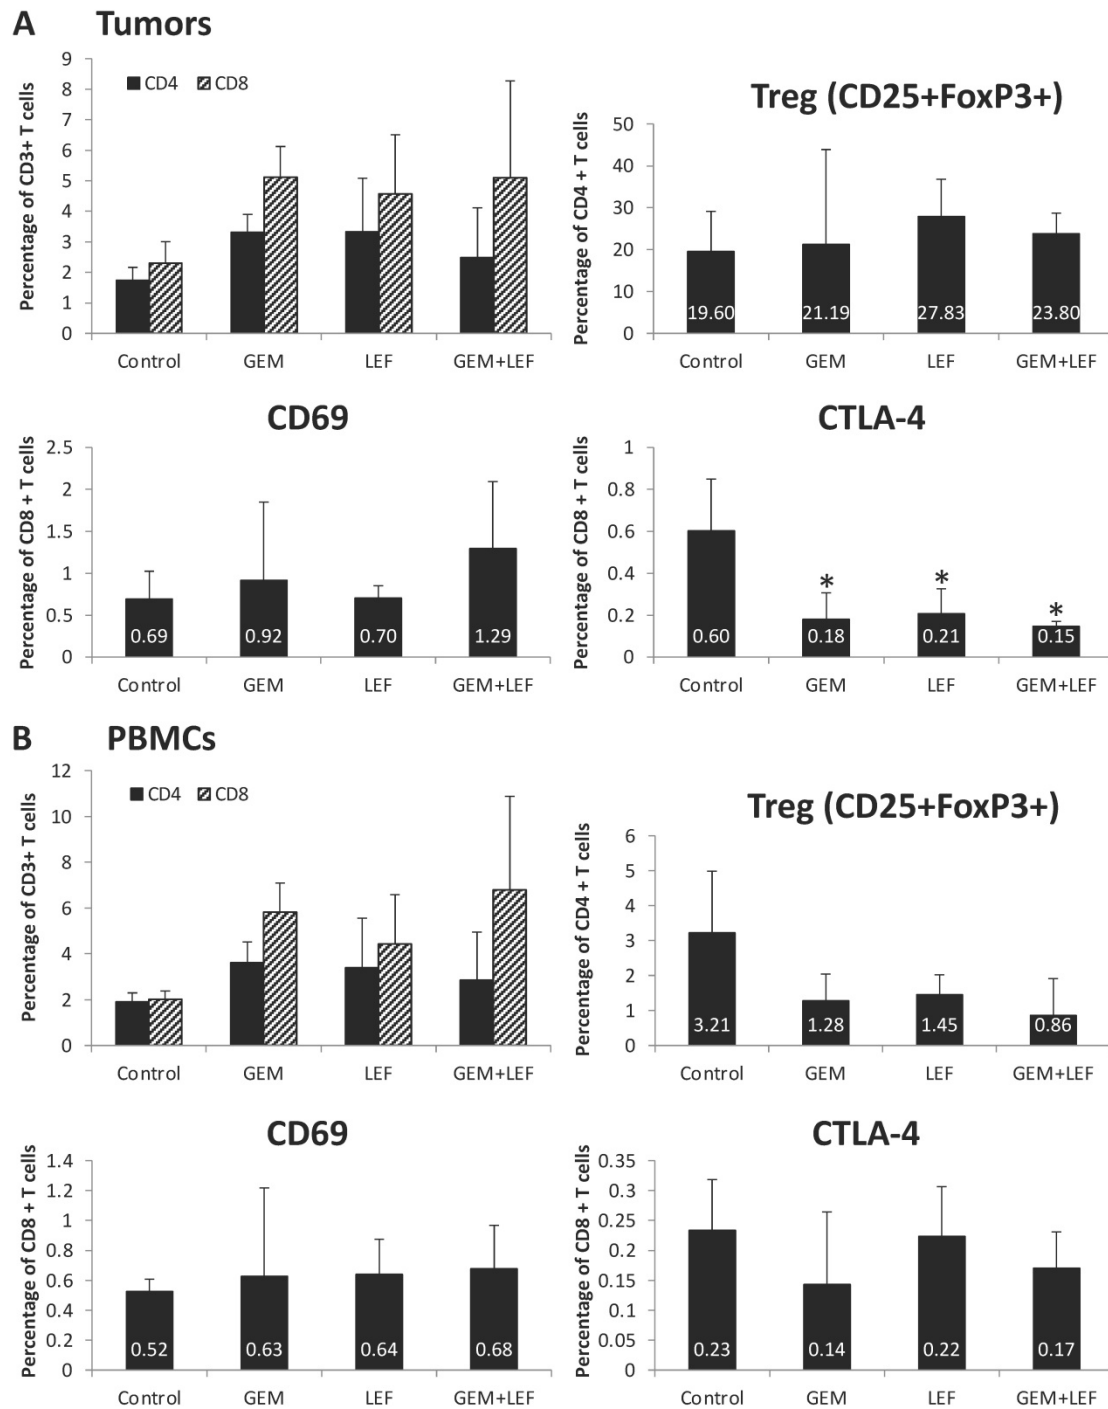 A Tumors
Percentage of CD3+ T cells
9
8
7
6
5
4
3
2
1
0
CD4 CD8
Control GEM LEF GEM+LEF
Treg (CD25+FoxP3+)
Percentage of CD4 + T cells
50
40
30
20
10
0
19.60 21.19 27.83 23.80
Control GEM LEF GEM+LEF
CD69
Percentage of CD8 + T cells
2.5
2
1.5
1
0.5
0
0.69 0.92 0.70 1.29
Control GEM LEF GEM+LEF
CTLA-4
Percentage of CD8 + T cells
1
0.8
0.6
0.4
0.2
0
* * *
0.60 0.18 0.21 0.15
Control GEM LEF GEM+LEF
B PBMCs
Percentage of CD3+ T cells
12
10
8
6
4
2
0
CD4 CD8
Control GEM LEF GEM+LEF
Treg (CD25+FoxP3+)
Percentage of CD4 + T cells
6
5
4
3
2
1
0
3.21 1.28 1.45 0.86
Control GEM LEF GEM+LEF
CD69
Percentage of CD8 + T cells
1.4
1.2
1
0.8
0.6
0.4
0.2
0
0.52 0.63 0.64 0.68
Control GEM LEF GEM+LEF
CTLA-4
Percentage of CD8 + T cells
0.35
0.3
0.25
0.2
0.15
0.1
0.05
0
0.23 0.14 0.22 0.17
Control GEM LEF GEM+LEF